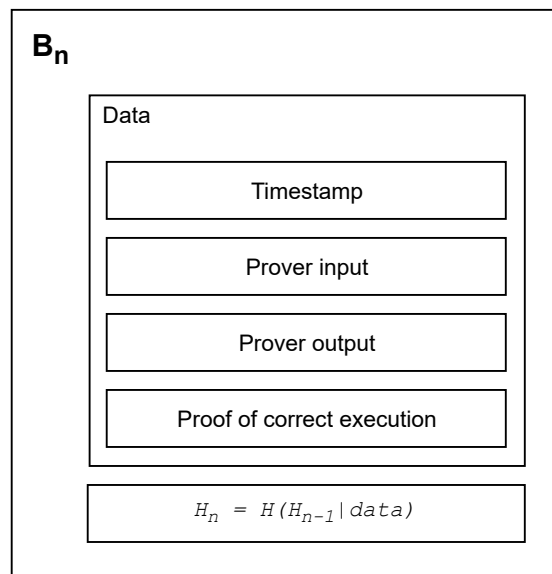 Bₙ
Data
Timestamp
Prover input
Prover output
Proof of correct execution
Hₙ = H(Hₙ₋₁|data)